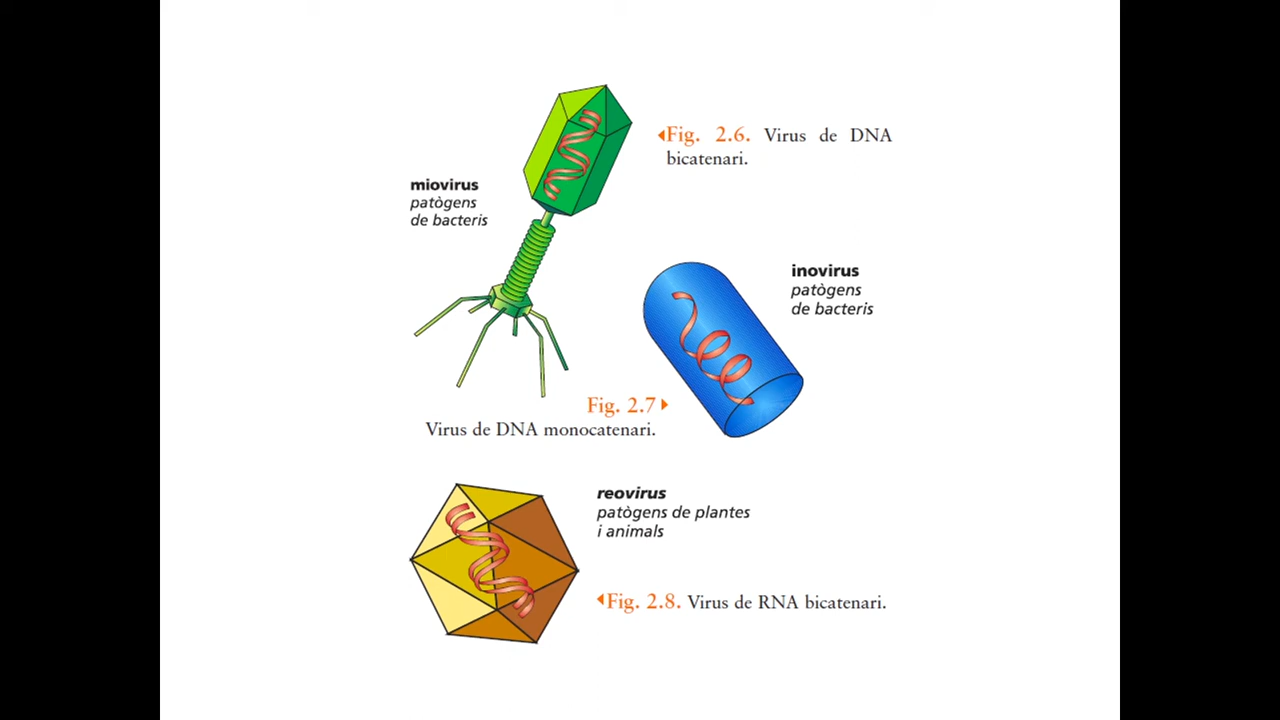 ◂Fig. 2.6. Virus de DNA
bicatenari.
miovirus
patògens
de bacteris
inovirus
patògens
de bacteris
Fig. 2.7▸
Virus de DNA monocatenari.
reovirus
patògens de plantes
i animals
◂Fig. 2.8. Virus de RNA bicatenari.